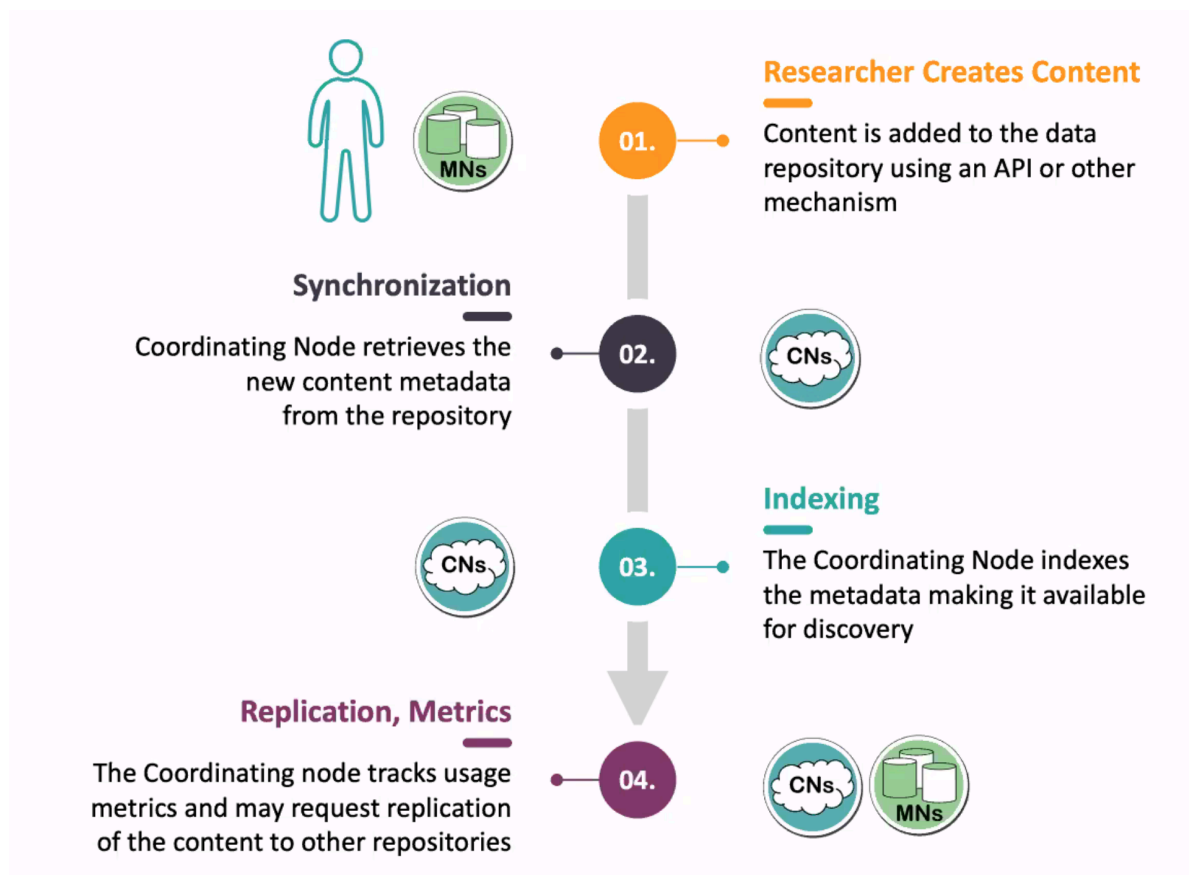 Researcher Creates Content
MNs
01.
Content is added to the data
repository using an API or other
mechanism
Synchronization
Coordinating Node retrieves the
new content metadata
from the repository
02.
CNs
Indexing
CNs
03.
The Coordinating Node indexes
the metadata making it available
for discovery
Replication, Metrics
The Coordinating node tracks usage
metrics and may request replication
of the content to other repositories
04.
CNs
MNs